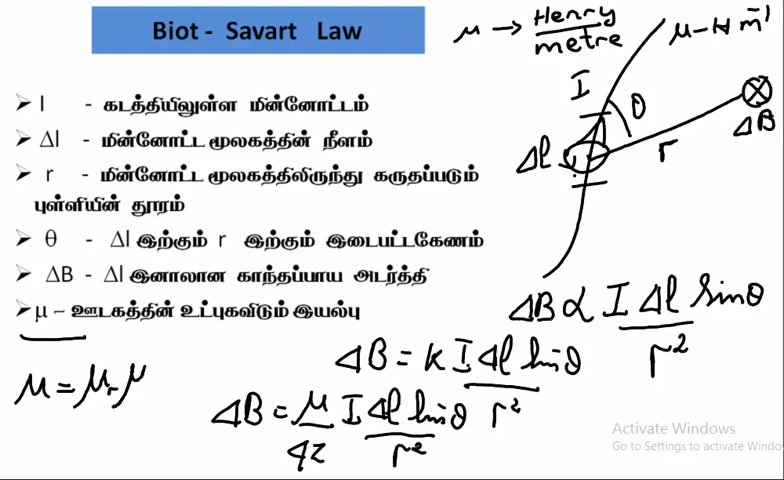 Biot - Savart Law
μ → Henry
metre
μ - H m⁻¹
➢ I - கடத்தியிலுள்ள மின்னோட்டம்
➢ Δl - மின்னோட்ட மூலகத்தின் நீளம்
➢ r - மின்னோட்ட மூலகத்திலிருந்து கருதப்படும்
புள்ளியின் தூரம்
➢ θ - Δl இற்கும் r இற்கும் இடைபட்டகேணம்
➢ ΔB - Δl இனாலான காந்தப்பாய அடர்த்தி
➢ μ – ஊடகத்தின் உட்புகவிடும் இயல்பு
I
θ
ΔB
Δl
r
ΔB ∝ I Δl sinθ
r²
ΔB = k I Δl sinθ
r²
μ = μr μ
ΔB = μ I Δl sinθ
r²
Activate Windows
Go to Settings to activate Windows